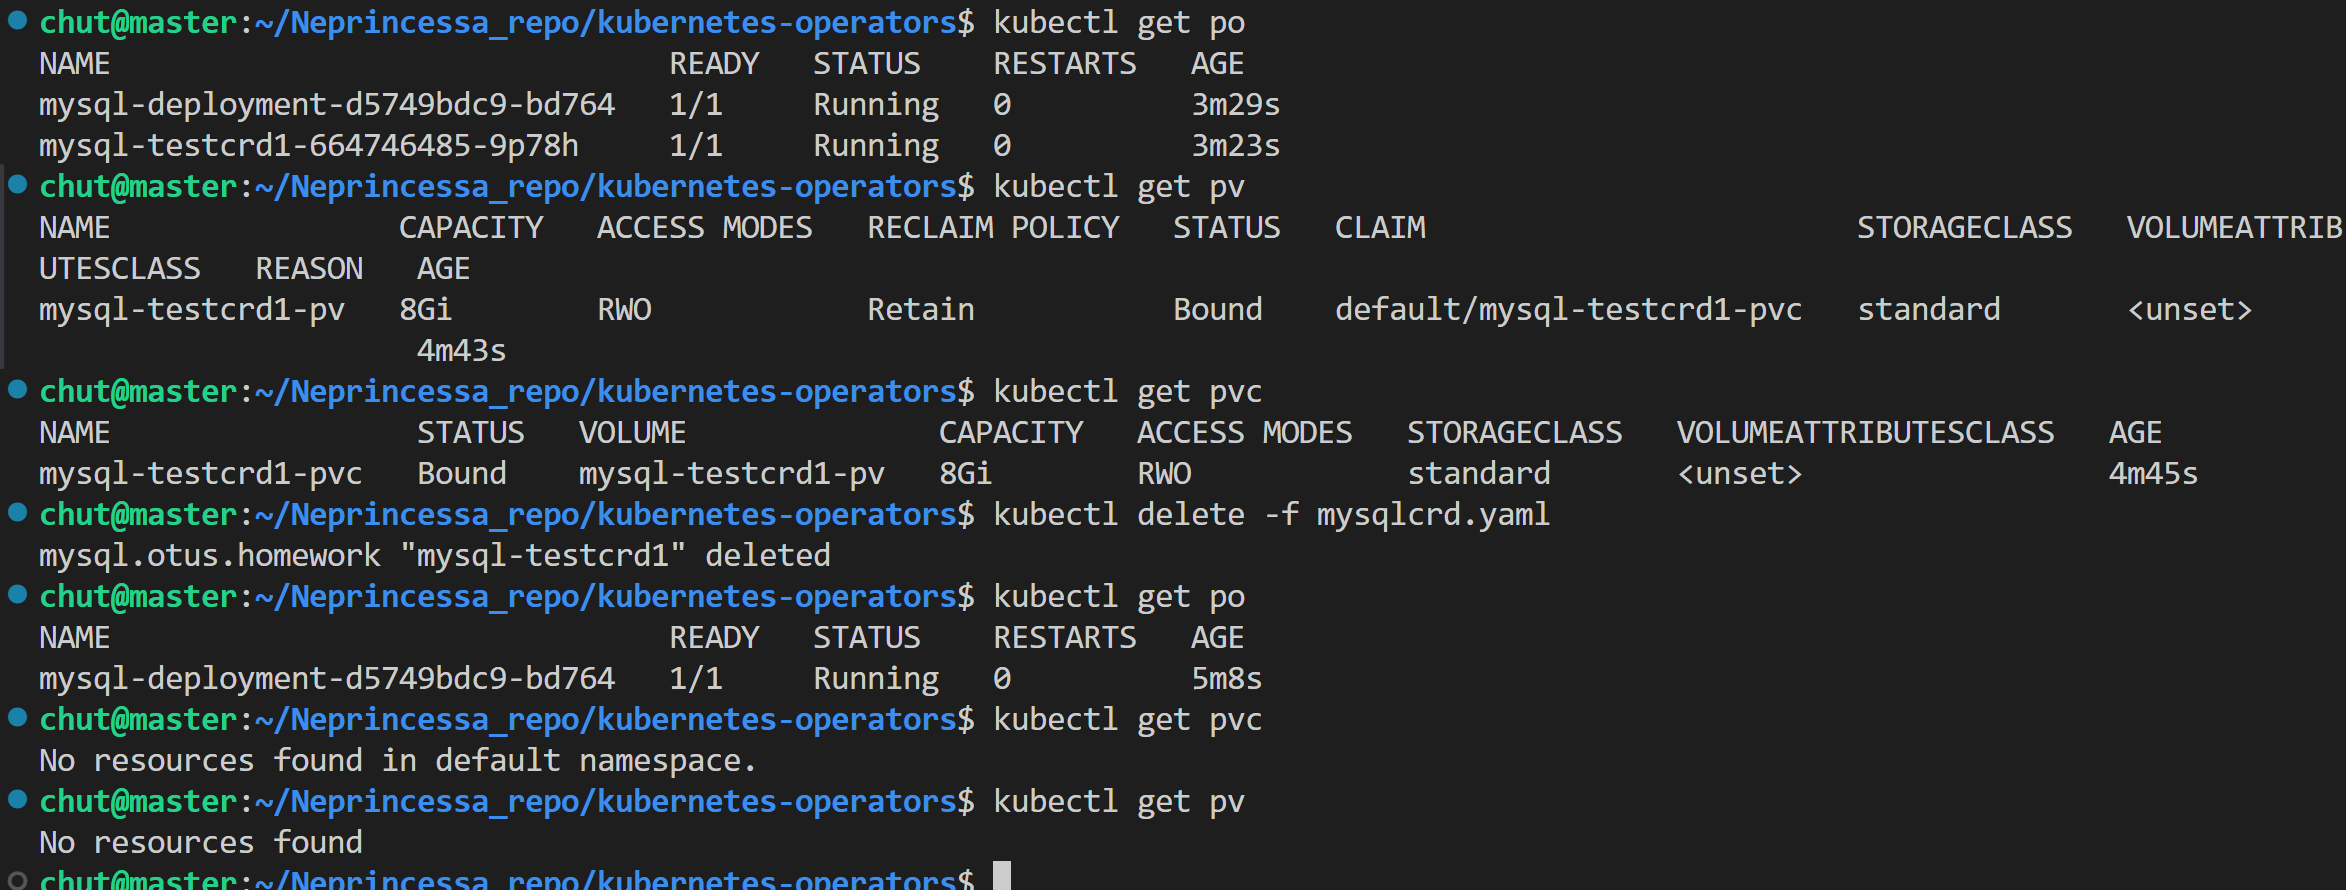 chut@master:~/Neprincessa_repo/kubernetes-operators$ kubectl get po
NAME                               READY   STATUS    RESTARTS   AGE
mysql-deployment-d5749bdc9-bd764   1/1     Running   0          3m29s
mysql-testcrd1-664746485-9p78h     1/1     Running   0          3m23s
chut@master:~/Neprincessa_repo/kubernetes-operators$ kubectl get pv
NAME                CAPACITY   ACCESS MODES   RECLAIM POLICY   STATUS   CLAIM                        STORAGECLASS   VOLUMEATTRIB
UTESCLASS   REASON   AGE
mysql-testcrd1-pv   8Gi        RWO            Retain           Bound    default/mysql-testcrd1-pvc   standard       <unset>
                     4m43s
chut@master:~/Neprincessa_repo/kubernetes-operators$ kubectl get pvc
NAME                 STATUS   VOLUME              CAPACITY   ACCESS MODES   STORAGECLASS   VOLUMEATTRIBUTESCLASS   AGE
mysql-testcrd1-pvc   Bound    mysql-testcrd1-pv   8Gi        RWO            standard       <unset>                 4m45s
chut@master:~/Neprincessa_repo/kubernetes-operators$ kubectl delete -f mysqlcrd.yaml
mysql.otus.homework "mysql-testcrd1" deleted
chut@master:~/Neprincessa_repo/kubernetes-operators$ kubectl get po
NAME                               READY   STATUS    RESTARTS   AGE
mysql-deployment-d5749bdc9-bd764   1/1     Running   0          5m8s
chut@master:~/Neprincessa_repo/kubernetes-operators$ kubectl get pvc
No resources found in default namespace.
chut@master:~/Neprincessa_repo/kubernetes-operators$ kubectl get pv
No resources found
chut@master:~/Neprincessa_repo/kubernetes-operators$